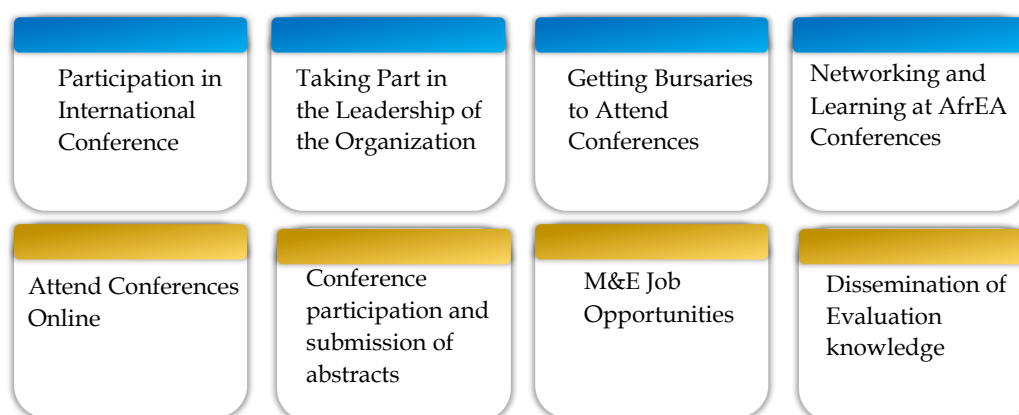 Participation in
International
Conference
Taking Part in
the Leadership of
the Organization
Getting Bursaries
to Attend
Conferences
Networking and
Learning at AfrEA
Conferences
Attend Conferences
Online
Conference
participation and
submission of
abstracts
M&E Job
Opportunities
Dissemination of
Evaluation
knowledge